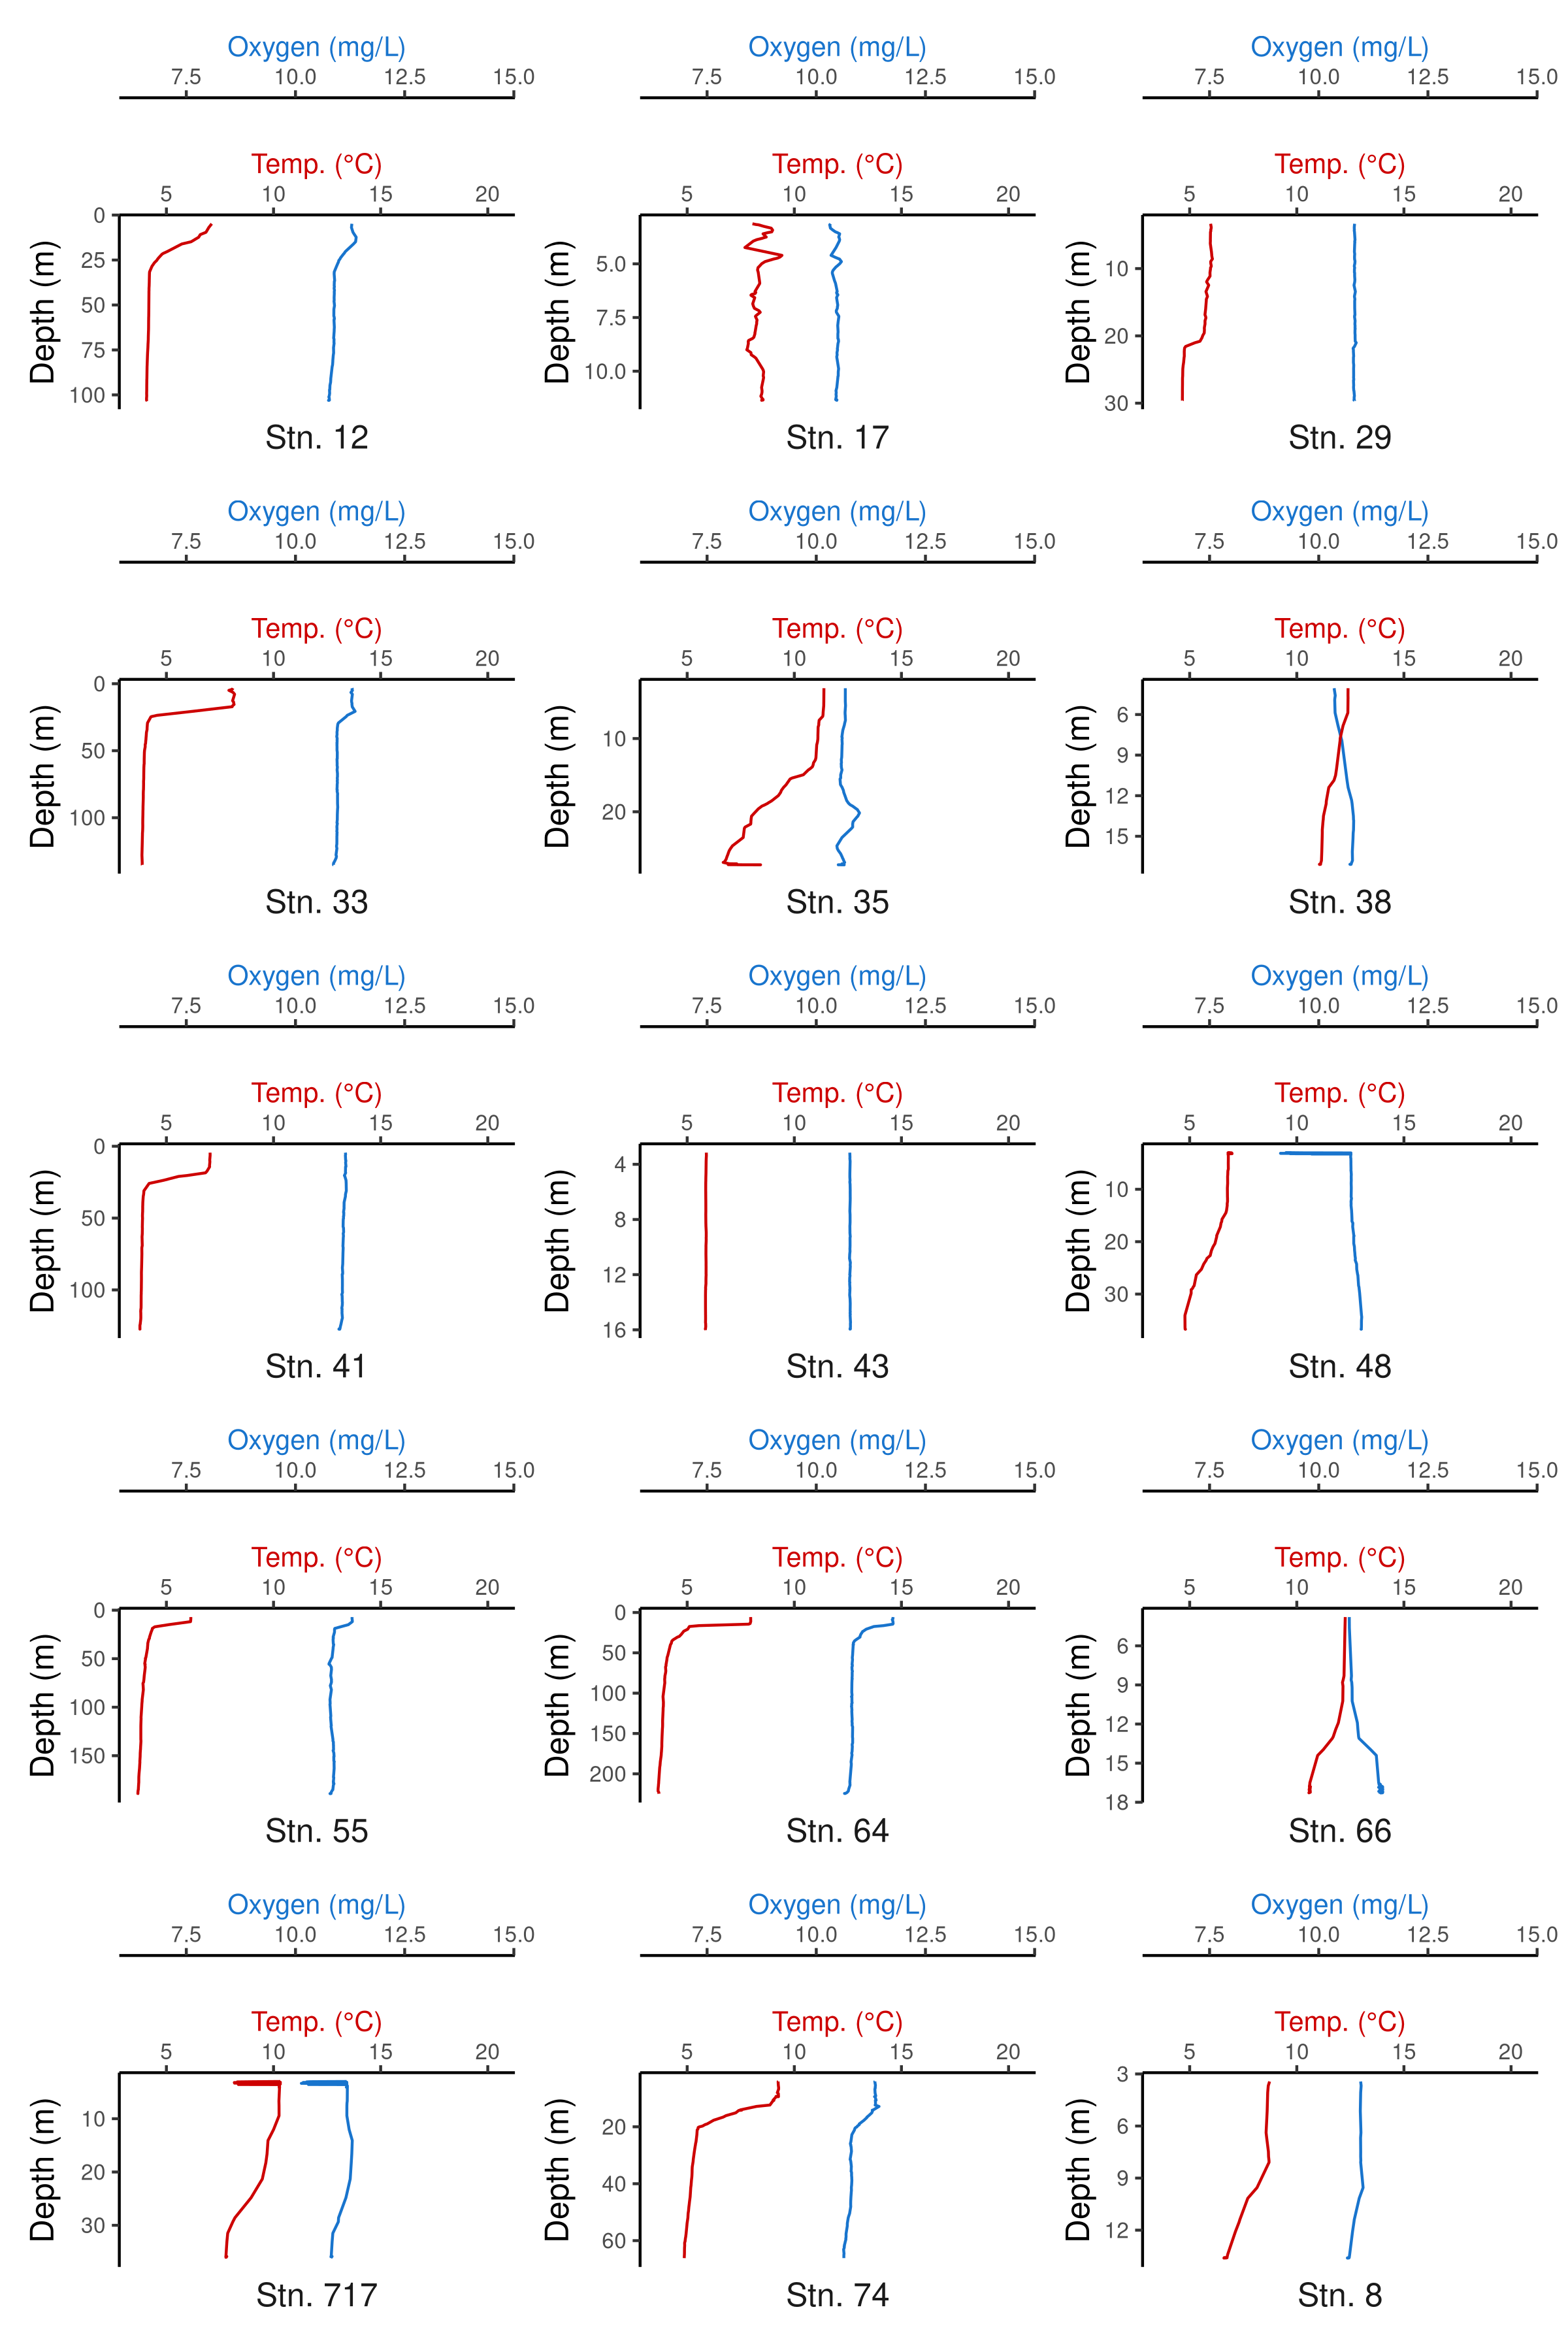 Oxygen (mg/L) Oxygen (mg/L) Oxygen (mg/L)
7.5 10.0 12.5 15.0 7.5 10.0 12.5 15.0 7.5 10.0 12.5 15.0
Temp. (°C) Temp. (°C) Temp. (°C)
5 10 15 20 5 10 15 20 5 10 15 20
Depth (m) 0 25 50 75 100
Depth (m) 5.0 7.5 10.0
Depth (m) 10 20 30
Stn. 12 Stn. 17 Stn. 29
Oxygen (mg/L) Oxygen (mg/L) Oxygen (mg/L)
7.5 10.0 12.5 15.0 7.5 10.0 12.5 15.0 7.5 10.0 12.5 15.0
Temp. (°C) Temp. (°C) Temp. (°C)
5 10 15 20 5 10 15 20 5 10 15 20
Depth (m) 0 50 100
Depth (m) 10 20
Depth (m) 6 9 12 15
Stn. 33 Stn. 35 Stn. 38
Oxygen (mg/L) Oxygen (mg/L) Oxygen (mg/L)
7.5 10.0 12.5 15.0 7.5 10.0 12.5 15.0 7.5 10.0 12.5 15.0
Temp. (°C) Temp. (°C) Temp. (°C)
5 10 15 20 5 10 15 20 5 10 15 20
Depth (m) 0 50 100
Depth (m) 4 8 12 16
Depth (m) 10 20 30
Stn. 41 Stn. 43 Stn. 48
Oxygen (mg/L) Oxygen (mg/L) Oxygen (mg/L)
7.5 10.0 12.5 15.0 7.5 10.0 12.5 15.0 7.5 10.0 12.5 15.0
Temp. (°C) Temp. (°C) Temp. (°C)
5 10 15 20 5 10 15 20 5 10 15 20
Depth (m) 0 50 100 150
Depth (m) 0 50 100 150 200
Depth (m) 6 9 12 15 18
Stn. 55 Stn. 64 Stn. 66
Oxygen (mg/L) Oxygen (mg/L) Oxygen (mg/L)
7.5 10.0 12.5 15.0 7.5 10.0 12.5 15.0 7.5 10.0 12.5 15.0
Temp. (°C) Temp. (°C) Temp. (°C)
5 10 15 20 5 10 15 20 5 10 15 20
Depth (m) 10 20 30
Depth (m) 20 40 60
Depth (m) 3 6 9 12
Stn. 717 Stn. 74 Stn. 8